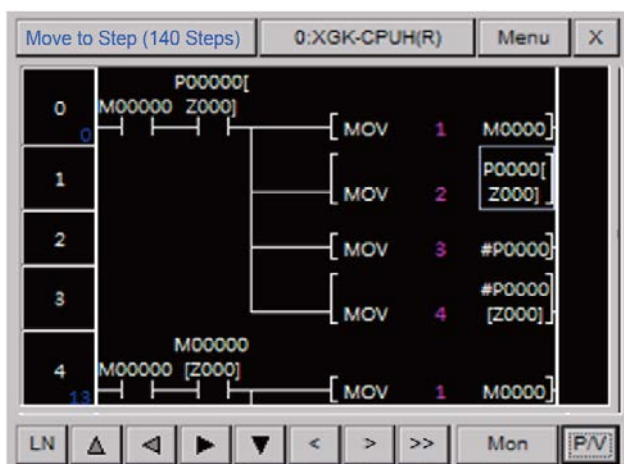 Move to Step (140 Steps) 0:XGK-CPUH(R) Menu X
P00000[
0 M00000 Z000]
0 MOV 1 M0000]
P0000[
1 MOV 2 Z000]
2 MOV 3 #P0000]
#P0000
3 MOV 4 [Z000]
M00000
4 M00000 [Z000]
13 MOV 1 M0000]
LN < > >> Mon P/V